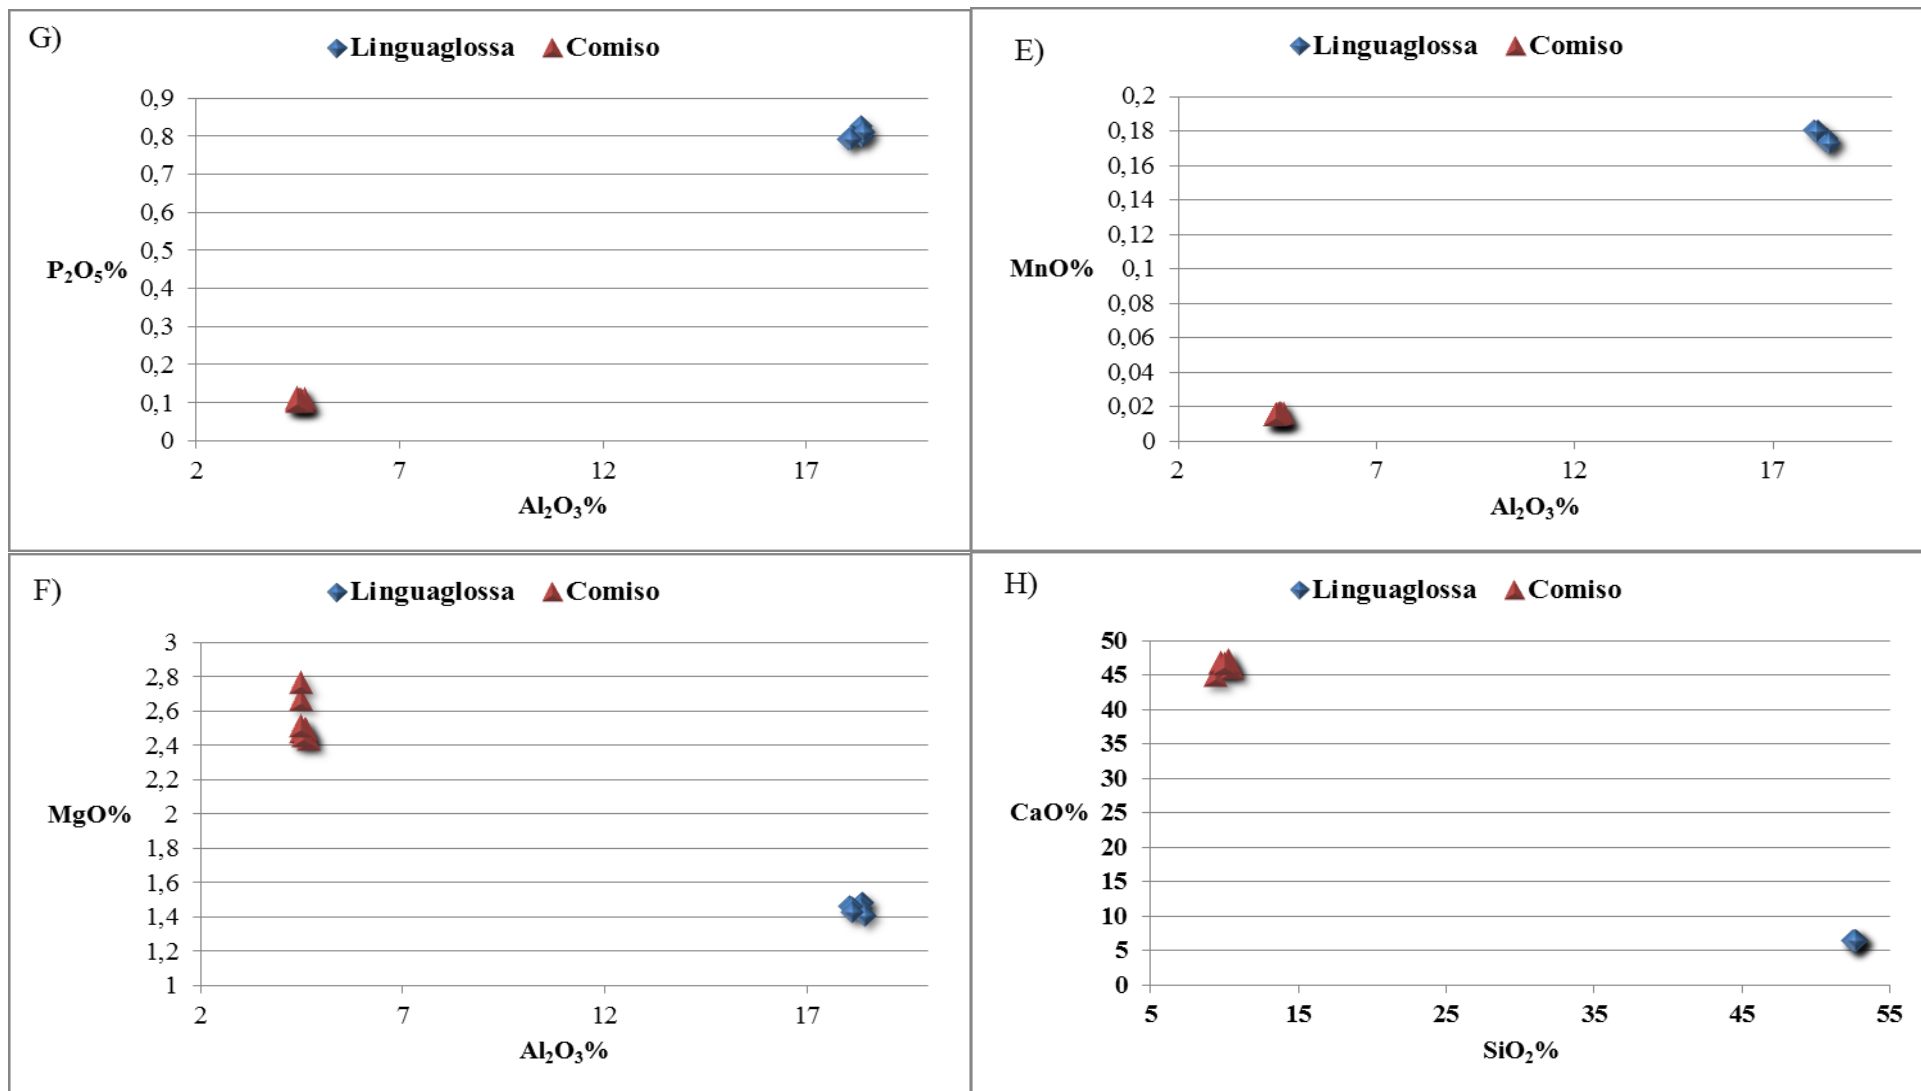 G)
Linguaglossa Comiso
0,9
0,8
0,7
0,6
0,5
P₂O₅%
0,4
0,3
0,2
0,1
0
2 7 12 17
Al₂O₃%
E)
Linguaglossa Comiso
0,2
0,18
0,16
0,14
0,12
MnO% 0,1
0,08
0,06
0,04
0,02
0
2 7 12 17
Al₂O₃%
F)
Linguaglossa Comiso
3
2,8
2,6
2,4
2,2
MgO% 2
1,8
1,6
1,4
1,2
1
2 7 12 17
Al₂O₃%
H)
Linguaglossa Comiso
50
45
40
35
30
CaO% 25
20
15
10
5
0
5 15 25 35 45 55
SiO₂%